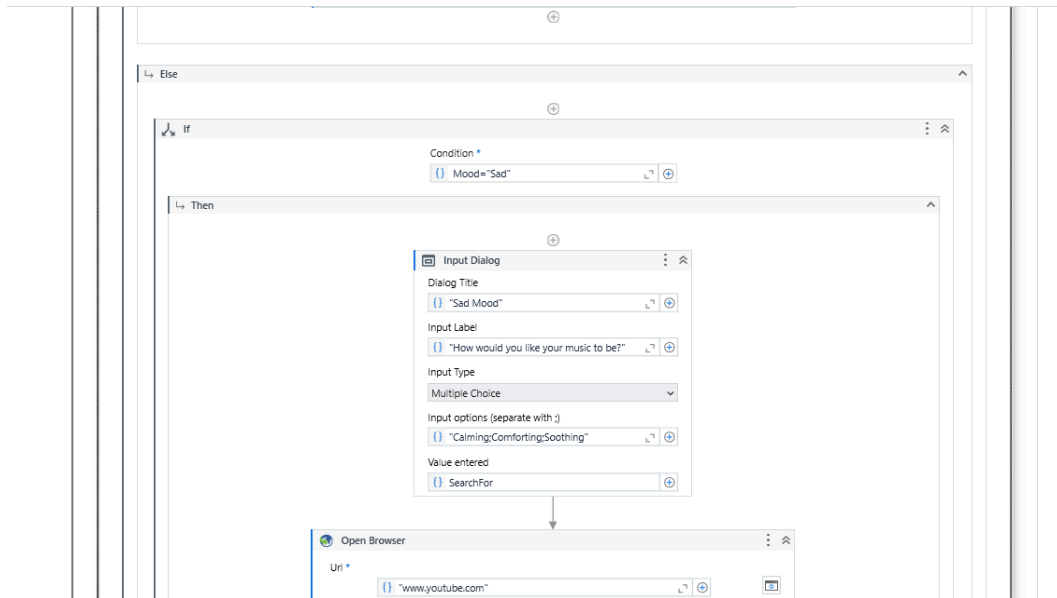 Else
If
Condition *
{} Mood="Sad"
Then
Input Dialog
Dialog Title
{} "Sad Mood"
Input Label
{} "How would you like your music to be?"
Input Type
Multiple Choice
Input options (separate with ;)
{} "Calming;Comforting;Soothing"
Value entered
{} SearchFor
Open Browser
Url *
{} "www.youtube.com"